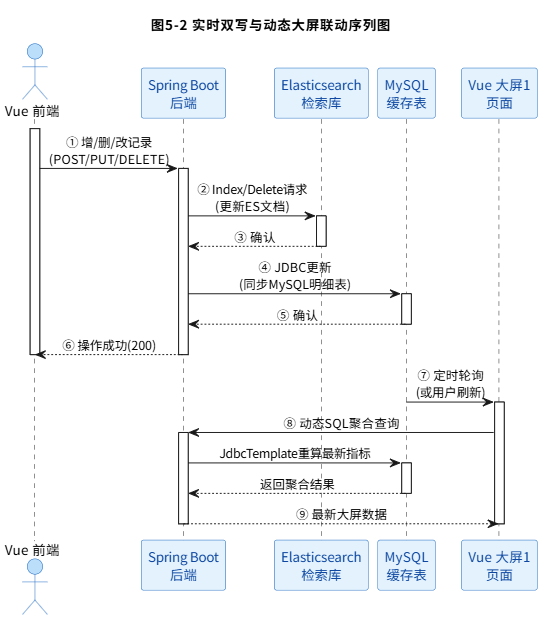 图5-2 实时双写与动态大屏联动序列图
Vue 前端
Spring Boot
后端
Elasticsearch
检索库
MySQL
缓存表
Vue 大屏1
页面
① 增/删/改记录
(POST/PUT/DELETE)
② Index/Delete请求
(更新ES文档)
③ 确认
④ JDBC更新
(同步MySQL明细表)
⑤ 确认
⑥ 操作成功(200)
⑦ 定时轮询
(或用户刷新)
⑧ 动态SQL聚合查询
JdbcTemplate重算最新指标
返回聚合结果
⑨ 最新大屏数据
Vue 前端
Spring Boot
后端
Elasticsearch
检索库
MySQL
缓存表
Vue 大屏1
页面